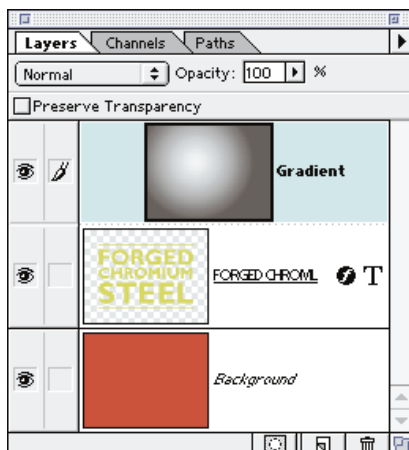 Layers Channels Paths
Normal Opacity: 100 %
Preserve Transparency
Gradient
FORGED
CHROMIUM
STEEL
FORGED CHROMI
T
Background